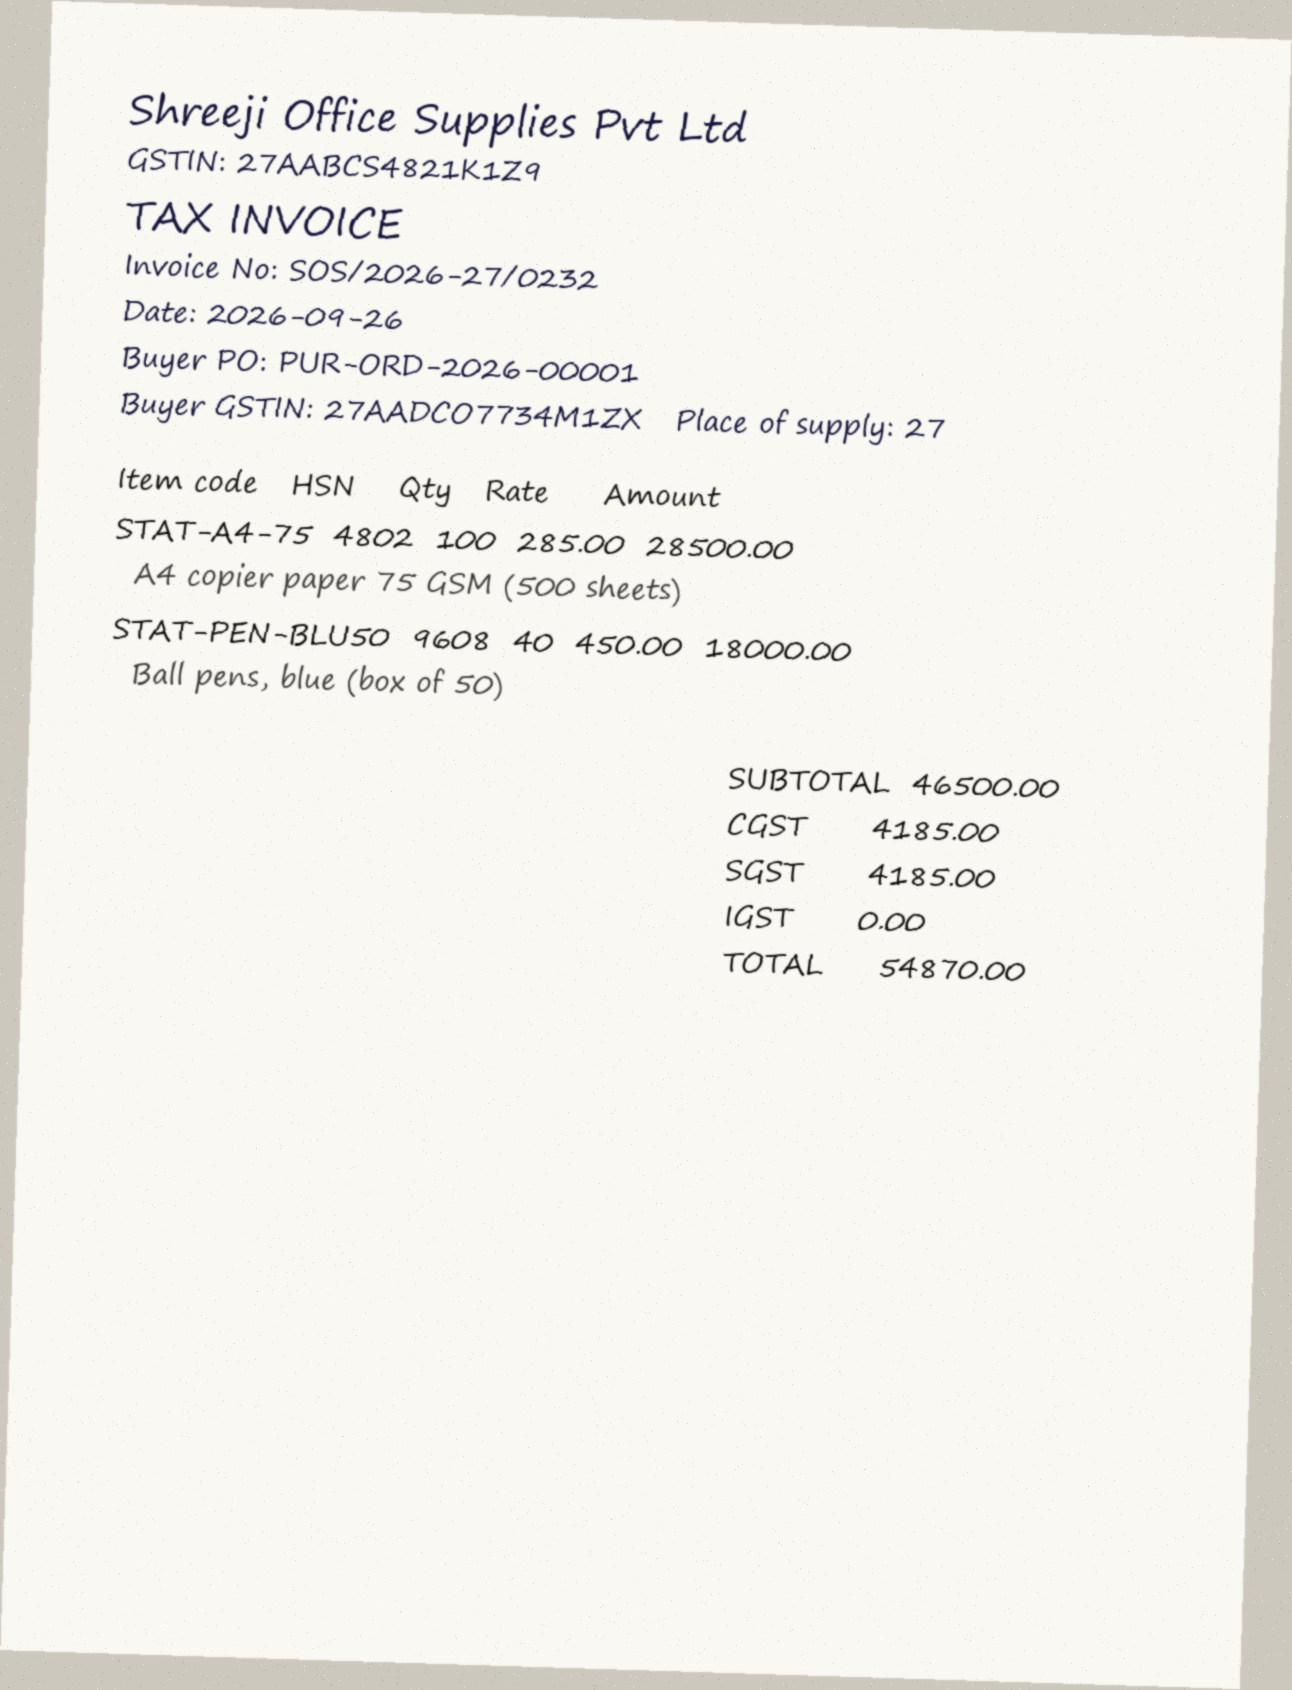 Shreeji Office Supplies Pvt Ltd
GSTIN: 27AABCS4821K1Z9
TAX INVOICE
Invoice No: SOS/2026-27/0232
Date: 2026-09-26
Buyer PO: PUR-ORD-2026-00001
Buyer GSTIN: 27AADCO7734M1ZX Place of supply: 27
Item code HSN Qty Rate Amount
STAT-A4-75 4802 100 285.00 28500.00
A4 copier paper 75 GSM (500 sheets)
STAT-PEN-BLU50 9608 40 450.00 18000.00
Ball pens, blue (box of 50)
SUBTOTAL 46500.00
CGST 4185.00
SGST 4185.00
IGST 0.00
TOTAL 54870.00